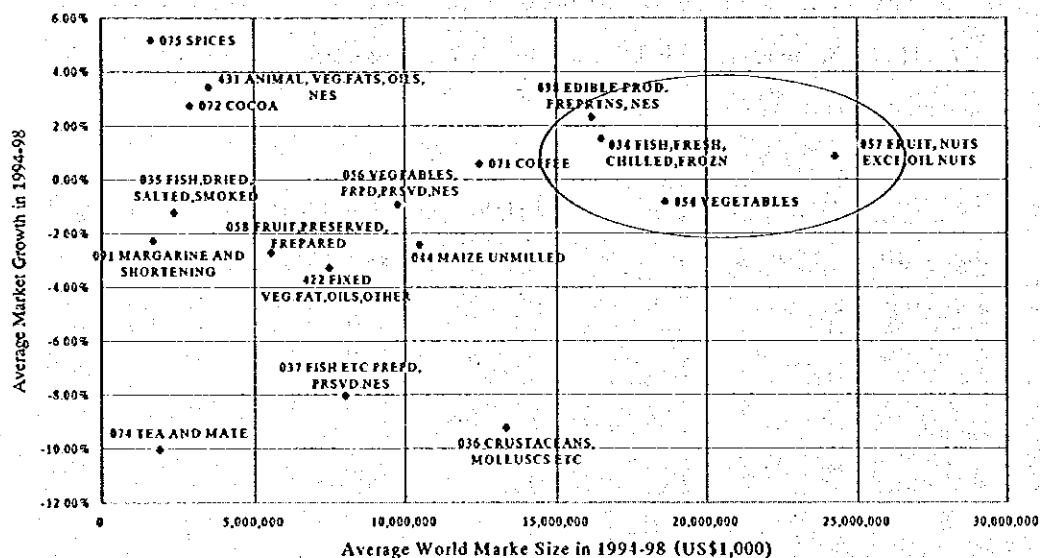 6.00%
4.00%
2.00%
0.00%
-2.00%
-4.00%
-6.00%
-8.00%
-10.00%
-12.00%
Average Market Growth in 1994-98
075 SPICES
431 ANIMAL, VEG.FATS, OILS,
NES
072 COCOA
098 EDIBLE PROD.
PREPRTNS, NES
034 FISH,FRESH,
CHILLED,FROZN
057 FRUIT, NUTS
EXCL.OIL NUTS
071 COFFEE
056 VEGTABLES,
PRPD,PRSVD,NES
035 FISH,DRIED,
SALTED,SMOKED
054 VEGETABLES
058 FRUIT,PRESERVED,
PREPARED
091 MARGARINE AND
SHORTENING
044 MAIZE UNMILLED
422 FIXED
VEG.FAT,OILS,OTHER
037 FISH ETC PREPD,
PRSVD.NES
074 TEA AND MATE
036 CRUSTACEANS,
MOLLUSCS ETC
0
5,000,000
10,000,000
15,000,000
20,000,000
25,000,000
30,000,000
Average World Marke Size in 1994-98 (US$1,000)